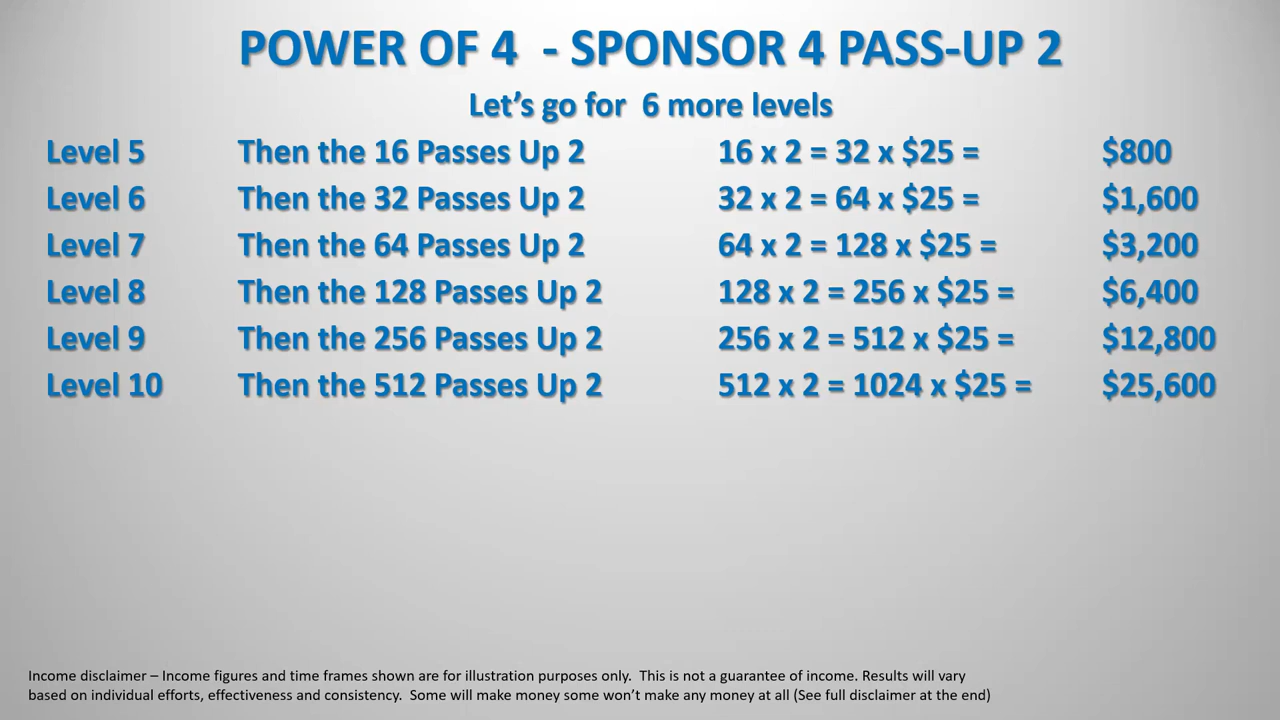 POWER OF 4 - SPONSOR 4 PASS-UP 2
Let's go for 6 more levels
Level 5 Then the 16 Passes Up 2 16 x 2 = 32 x $25 = $800
Level 6 Then the 32 Passes Up 2 32 x 2 = 64 x $25 = $1,600
Level 7 Then the 64 Passes Up 2 64 x 2 = 128 x $25 = $3,200
Level 8 Then the 128 Passes Up 2 128 x 2 = 256 x $25 = $6,400
Level 9 Then the 256 Passes Up 2 256 x 2 = 512 x $25 = $12,800
Level 10 Then the 512 Passes Up 2 512 x 2 = 1024 x $25 = $25,600
Income disclaimer – Income figures and time frames shown are for illustration purposes only. This is not a guarantee of income. Results will vary
based on individual efforts, effectiveness and consistency. Some will make money some won't make any money at all (See full disclaimer at the end)